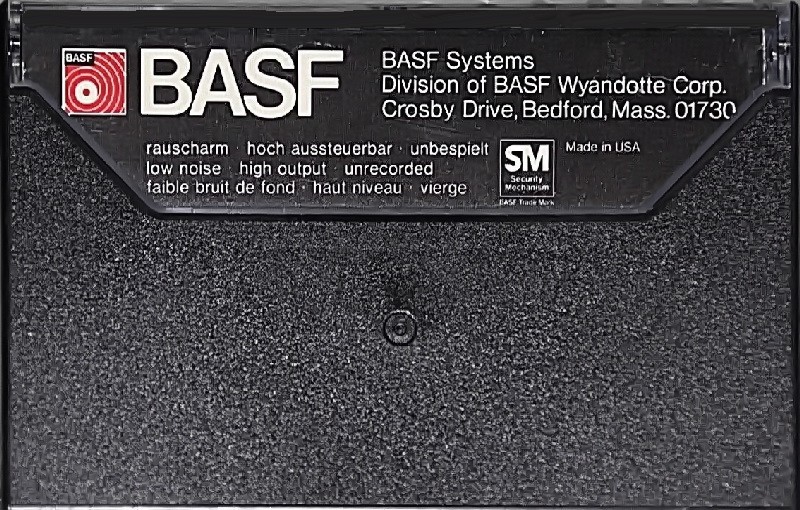 BASF
BASF
BASF Systems
Division of BASF Wyandotte Corp.
Crosby Drive, Bedford, Mass. 01730
rauscharm · hoch aussteuerbar · unbespielt
low noise · high output · unrecorded
faible bruit de fond · haut niveau · vierge
SM
Security
Mechanism
BASF Trade Mark
Made in USA
6